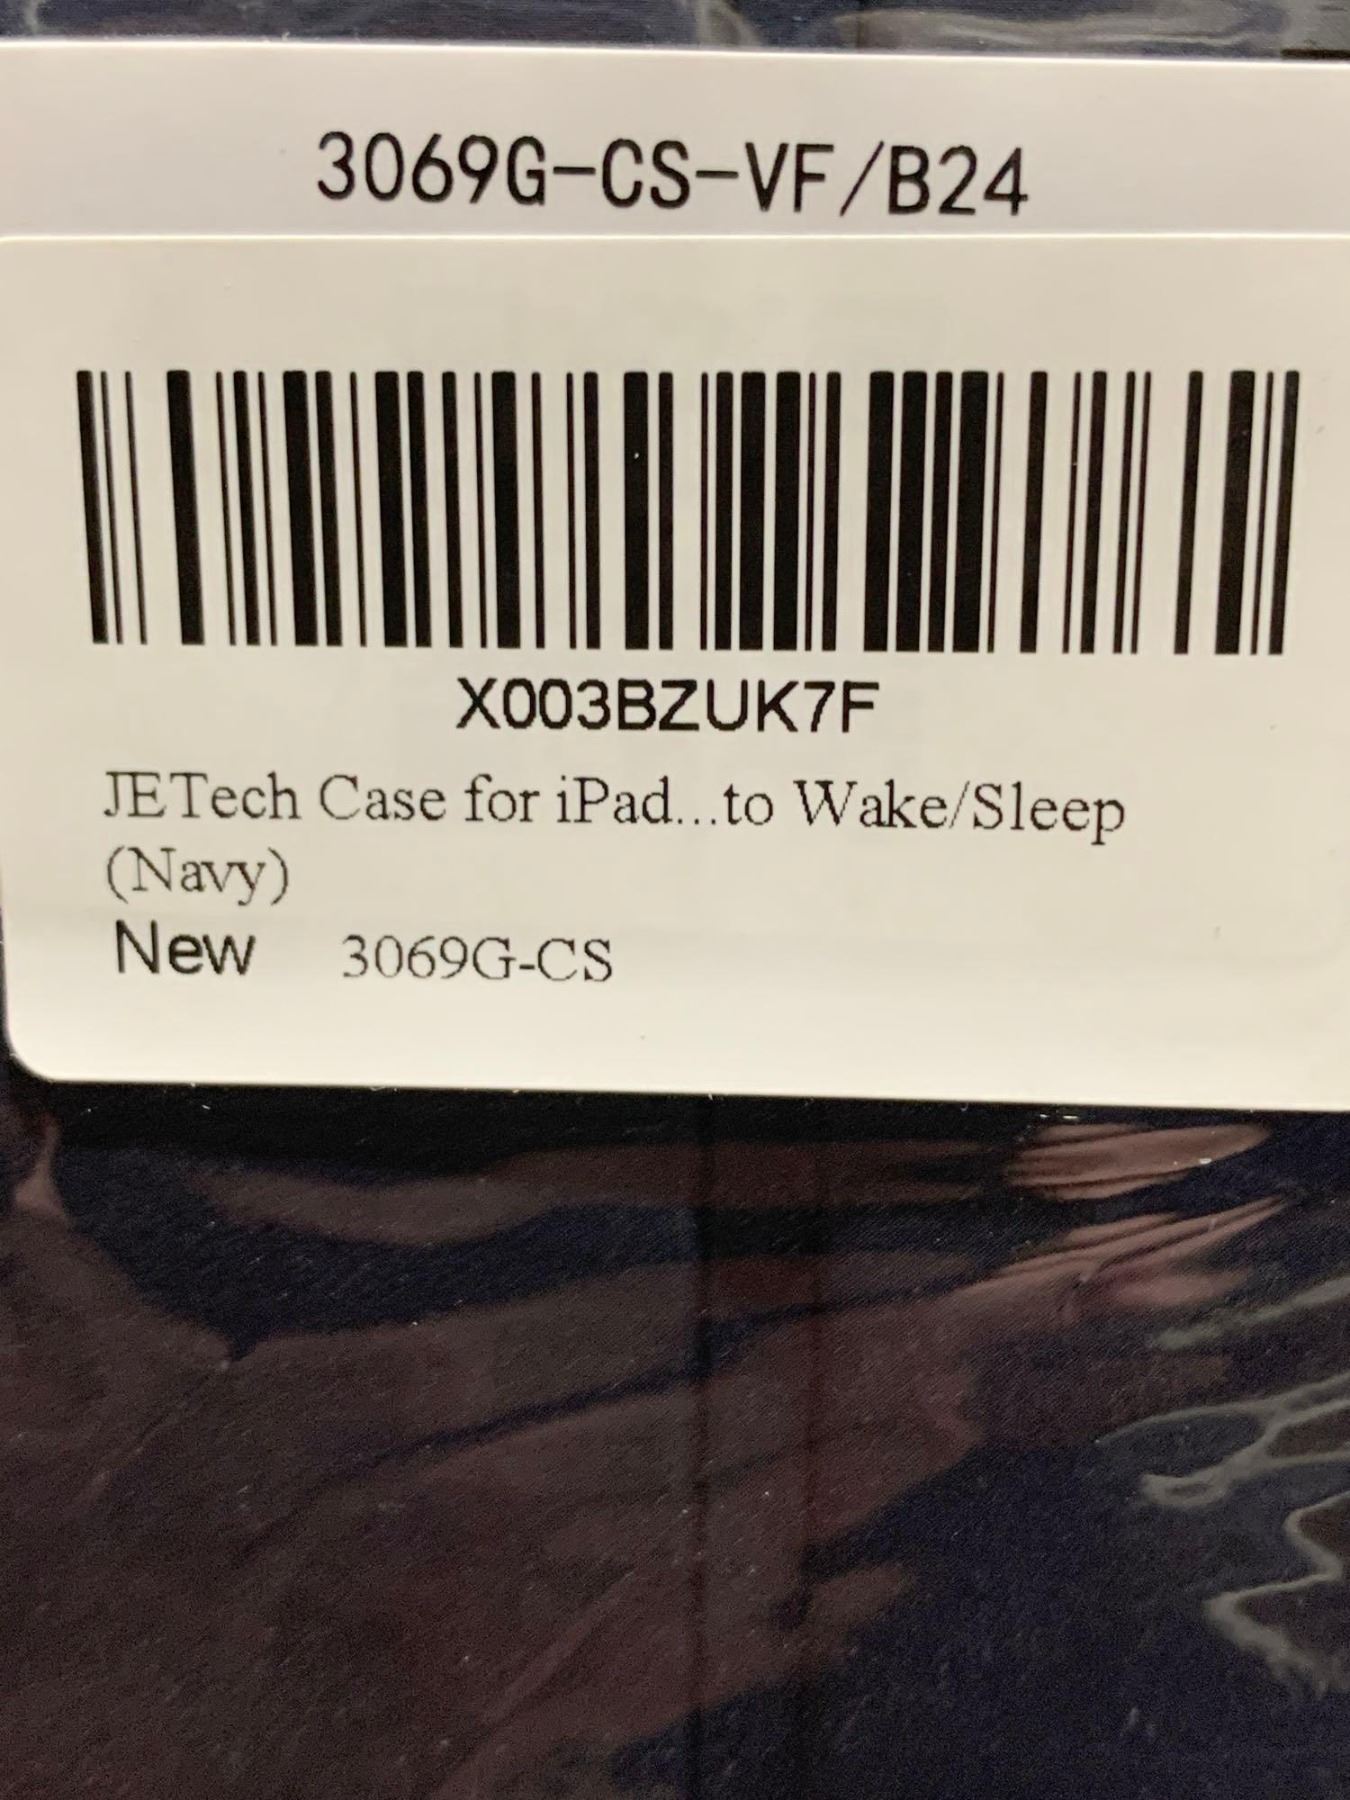 3069G-CS-VF/B24
X003BZUK7F
JETech Case for iPad...to Wake/Sleep
(Navy)
New 3069G-CS